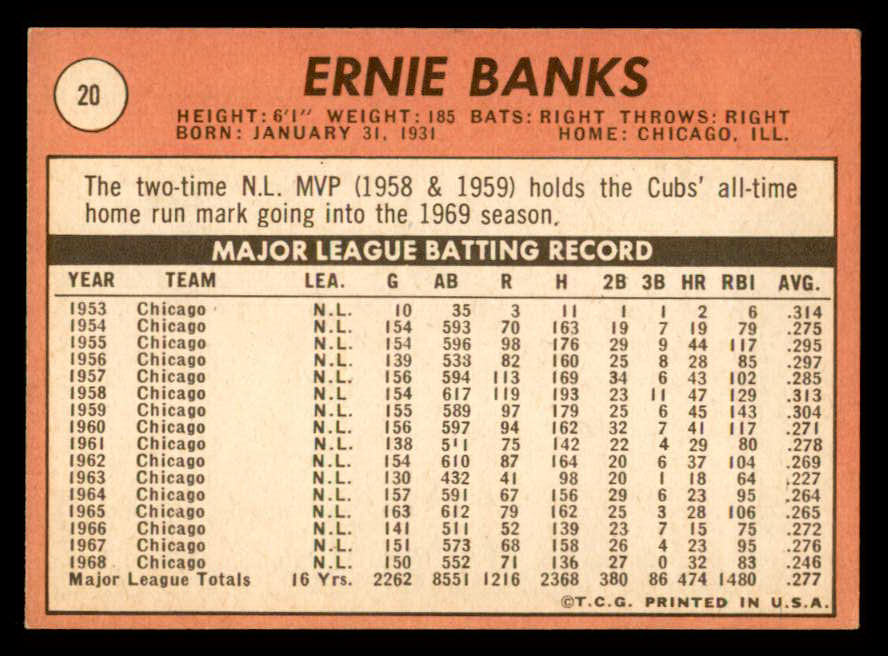 20
ERNIE BANKS
HEIGHT: 6'1" WEIGHT: 185 BATS: RIGHT THROWS: RIGHT
BORN: JANUARY 31, 1931 HOME: CHICAGO, ILL.
The two-time N.L. MVP (1958 & 1959) holds the Cubs' all-time
home run mark going into the 1969 season.
MAJOR LEAGUE BATTING RECORD
YEAR TEAM LEA. G AB R H 2B 3B HR RBI AVG.
1953 Chicago N.L. 10 35 3 11 1 1 2 6 .314
1954 Chicago N.L. 154 593 70 163 19 7 19 79 .275
1955 Chicago N.L. 154 596 98 176 29 9 44 117 .295
1956 Chicago N.L. 139 538 82 160 25 8 28 85 .297
1957 Chicago N.L. 156 594 113 169 34 6 43 102 .285
1958 Chicago N.L. 154 617 119 193 23 11 47 129 .313
1959 Chicago N.L. 155 589 97 179 25 6 45 143 .304
1960 Chicago N.L. 156 597 94 162 32 7 41 117 .271
1961 Chicago N.L. 138 511 75 142 22 4 29 80 .278
1962 Chicago N.L. 154 610 87 164 20 6 37 104 .269
1963 Chicago N.L. 130 432 41 98 20 1 18 64 .227
1964 Chicago N.L. 157 591 67 156 29 6 23 95 .264
1965 Chicago N.L. 163 612 79 162 25 3 28 106 .265
1966 Chicago N.L. 141 511 52 139 23 7 15 75 .272
1967 Chicago N.L. 151 573 68 158 26 4 23 95 .276
1968 Chicago N.L. 150 552 71 136 27 0 32 83 .246
Major League Totals 16 Yrs. 2262 8551 1216 2368 380 86 474 1480 .277
©T.C.G. PRINTED IN U.S.A.